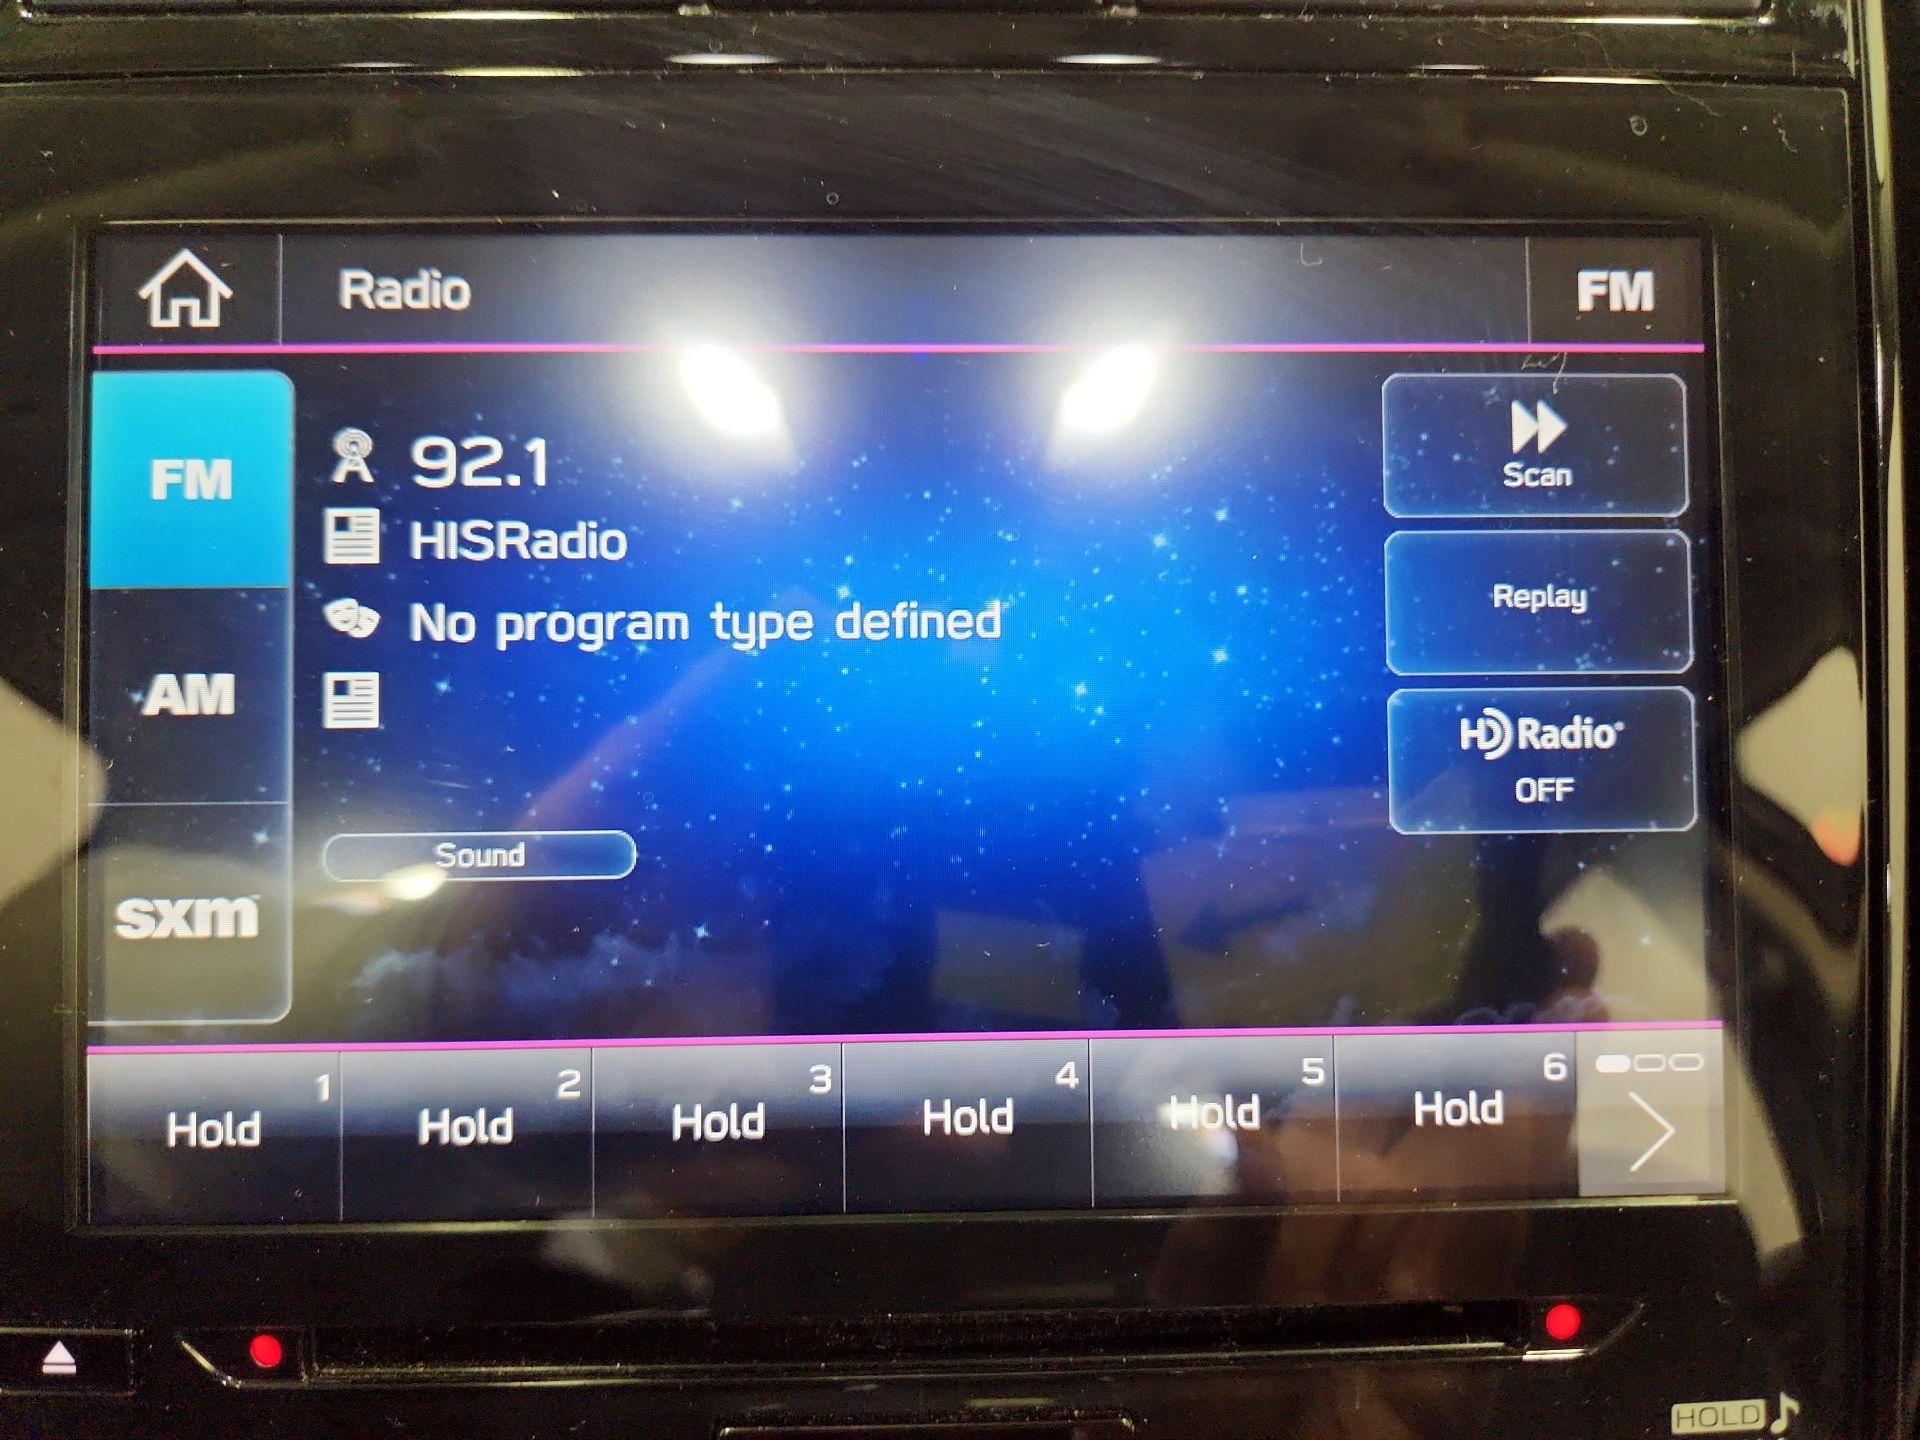 Radio
FM
FM
AM
sxm
92.1
HISRadio
No program type defined
Sound
Scan
Replay
HD Radio®
OFF
1
Hold
2
Hold
3
Hold
4
Hold
5
Hold
6
Hold
HOLD